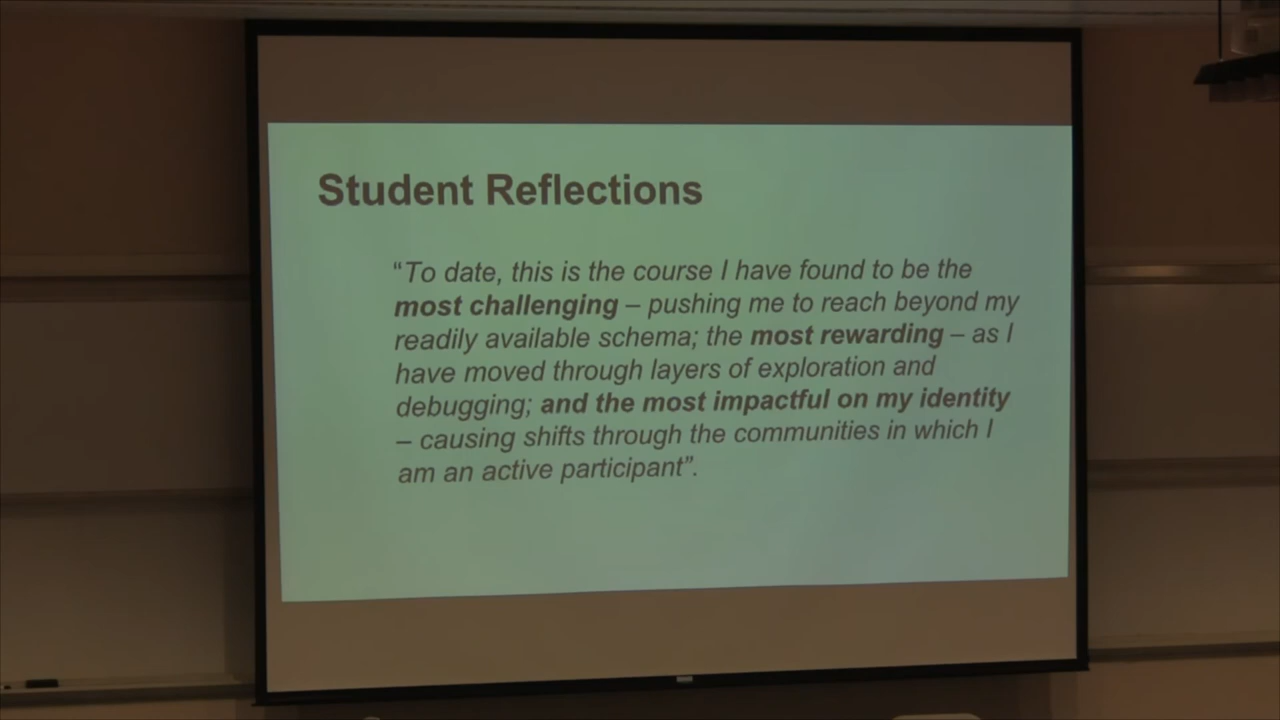 Student Reflections
“To date, this is the course I have found to be the
most challenging – pushing me to reach beyond my
readily available schema; the most rewarding – as I
have moved through layers of exploration and
debugging; and the most impactful on my identity
– causing shifts through the communities in which I
am an active participant”.